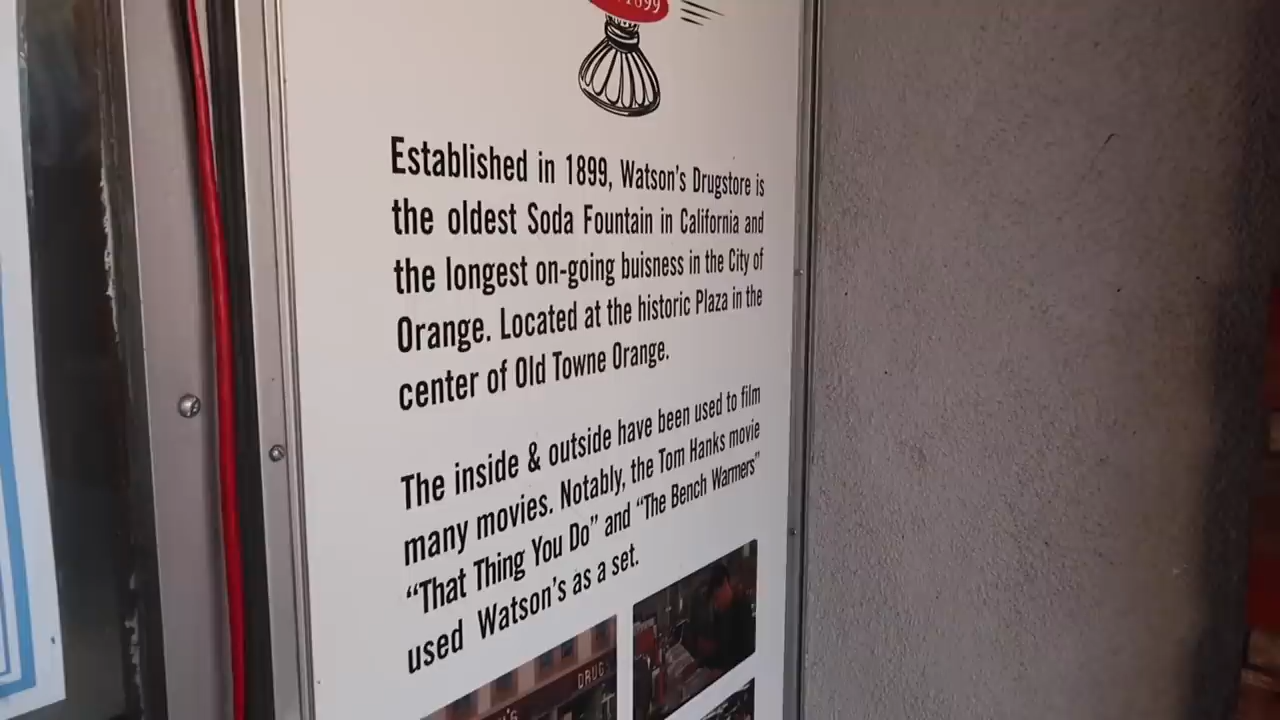 1899
Established in 1899, Watson's Drugstore is
the oldest Soda Fountain in California and
the longest on-going buisness in the City of
Orange. Located at the historic Plaza in the
center of Old Towne Orange.
The inside & outside have been used to film
many movies. Notably, the Tom Hanks movie
“That Thing You Do” and “The Bench Warmers”
used Watson's as a set.
DRUG